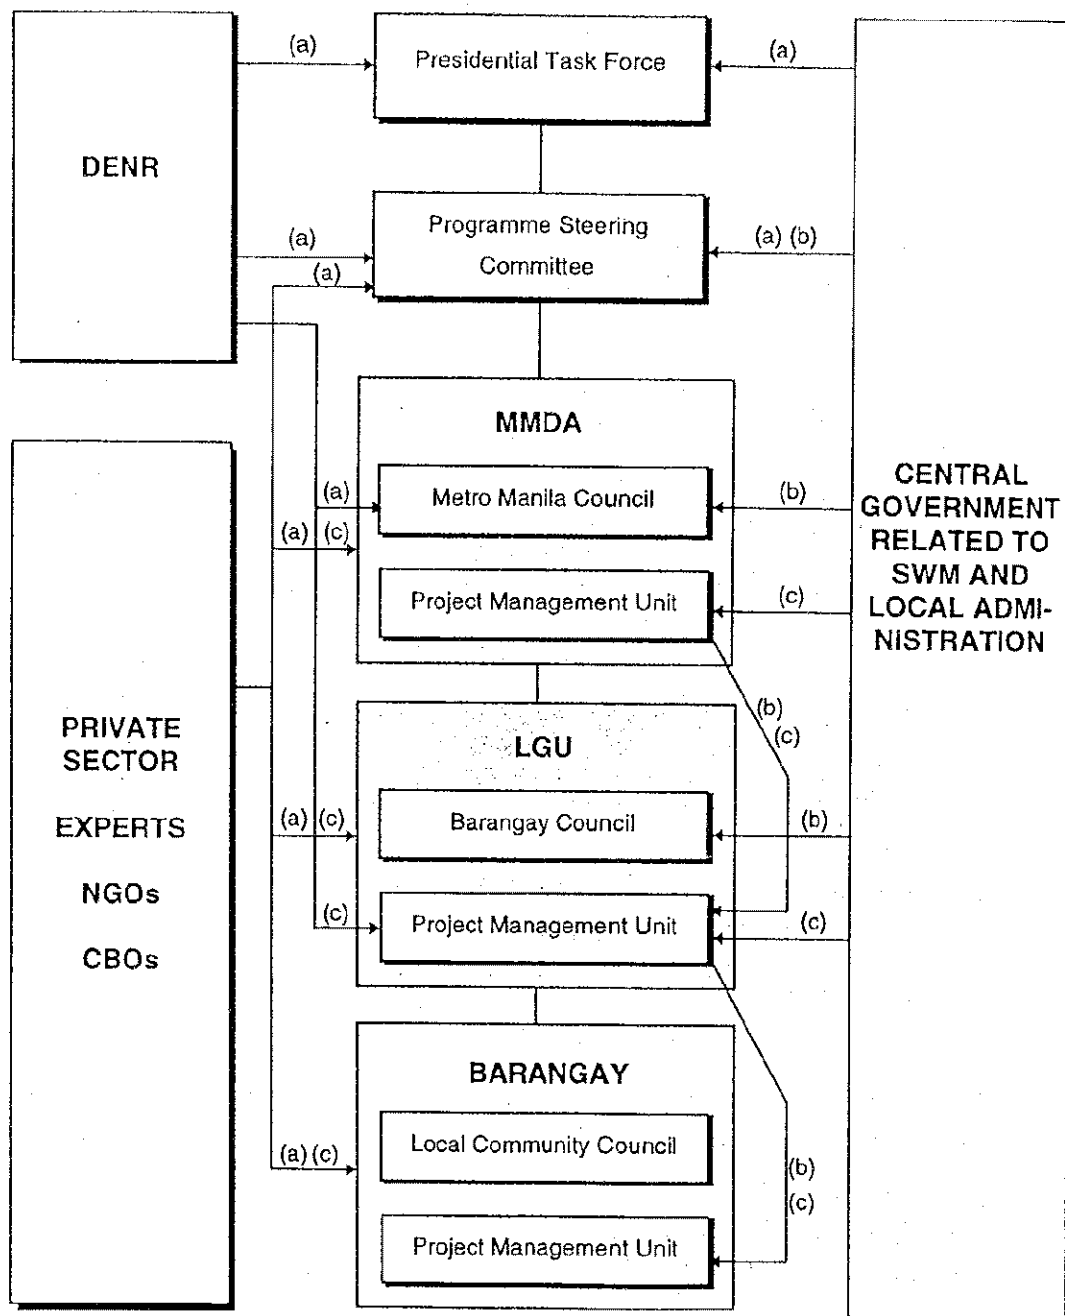 (a)
Presidential Task Force
(a)
DENR
(a)
Programme Steering
Committee
(a) (b)
(a)
MMDA
(a)
Metro Manila Council
(b)
(a) (c)
Project Management Unit
(c)
CENTRAL
GOVERNMENT
RELATED TO
SWM AND
LOCAL ADMI-
NISTRATION
PRIVATE
SECTOR
EXPERTS
NGOs
CBOs
(b)
(c)
LGU
(a) (c)
Barangay Council
(b)
(c)
Project Management Unit
(c)
BARANGAY
Local Community Council
(a) (c)
(b)
(c)
Project Management Unit